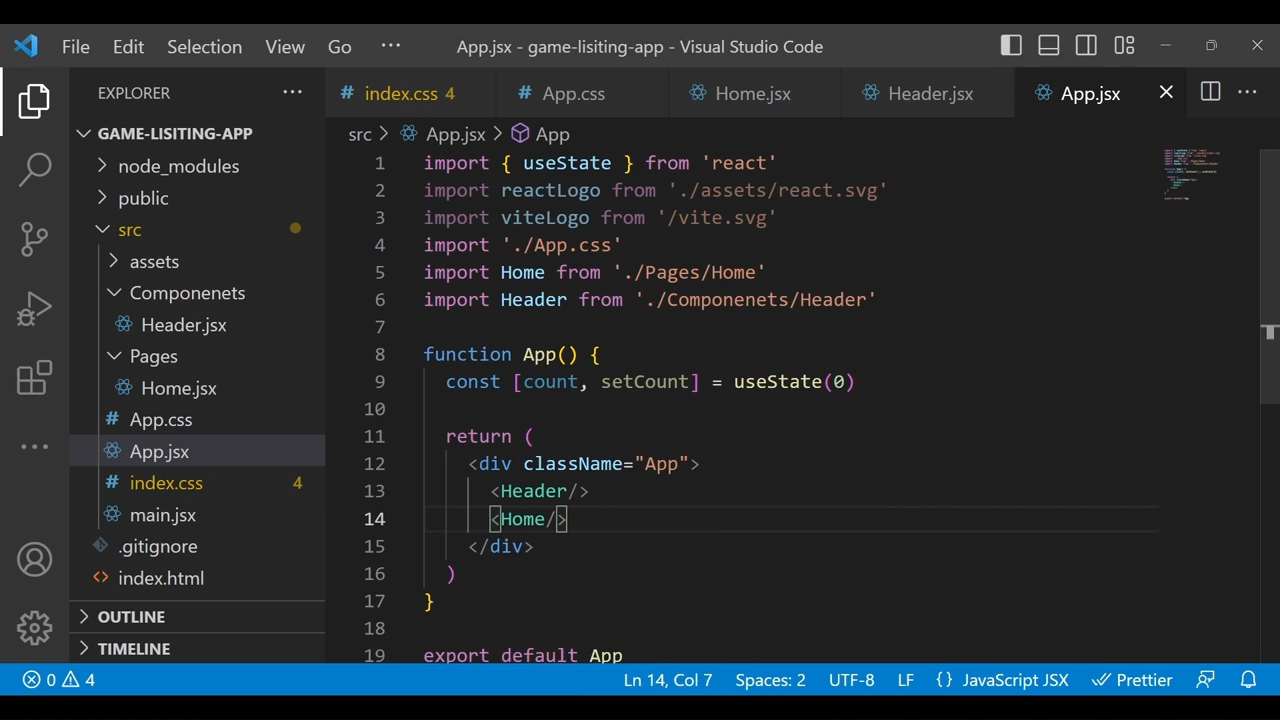 File Edit Selection View Go ··· App.jsx - game-lisiting-app - Visual Studio Code
EXPLORER ···
# index.css 4 # App.css Home.jsx Header.jsx App.jsx ···
src > App.jsx > App
GAME-LISITING-APP
node_modules
public
src
assets
Componenets
Header.jsx
Pages
Home.jsx
# App.css
App.jsx
# index.css 4
main.jsx
.gitignore
<> index.html
OUTLINE
TIMELINE
1 import { useState } from 'react'
2 import reactLogo from './assets/react.svg'
3 import viteLogo from '/vite.svg'
4 import './App.css'
5 import Home from './Pages/Home'
6 import Header from './Componenets/Header'
7
8 function App() {
9 const [count, setCount] = useState(0)
10
11 return (
12 <div className="App">
13 <Header/>
14 <Home/>
15 </div>
16 )
17 }
18
19 export default App
0 4 Ln 14, Col 7 Spaces: 2 UTF-8 LF {} JavaScript JSX Prettier